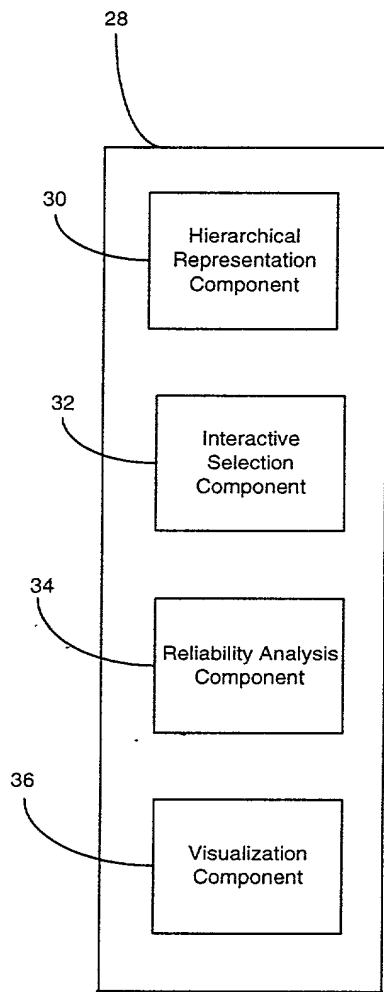 28
30
Hierarchical
Representation
Component
32
Interactive
Selection
Component
34
Reliability Analysis
Component
36
Visualization
Component